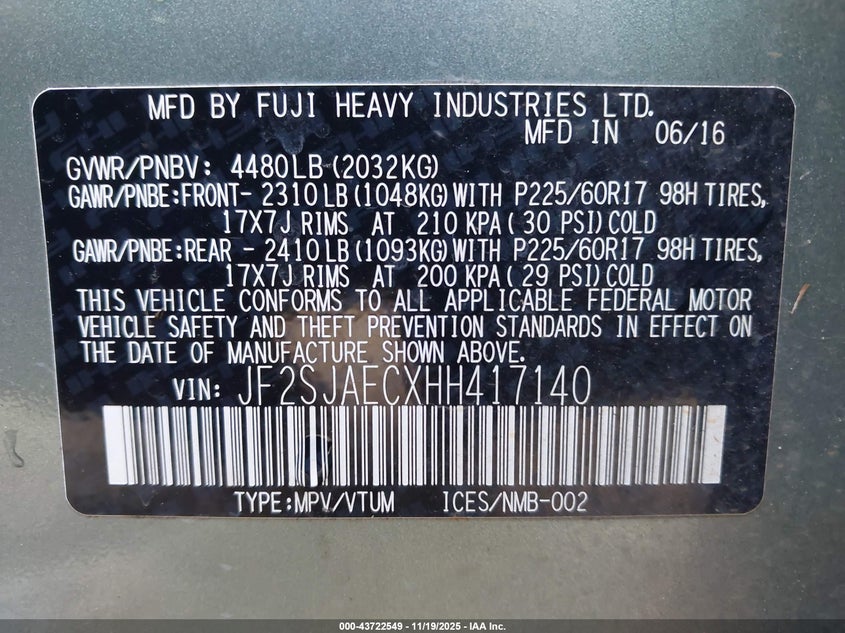 MFD BY FUJI HEAVY INDUSTRIES LTD.
MFD IN 06/16
GVWR/PNBV: 4480LB (2032KG)
GAWR/PNBE:FRONT- 2310LB (1048KG)WITH P225/60R17 98H TIRES,
17X7J RIMS AT 210 KPA ( 30 PSI)COLD
GAWR/PNBE:REAR - 2410LB (1093KG)WITH P225/60R17 98H TIRES,
17X7J RIMS AT 200 KPA ( 29 PSI)COLD
THIS VEHICLE CONFORMS TO ALL APPLICABLE FEDERAL MOTOR
VEHICLE SAFETY AND THEFT PREVENTION STANDARDS IN EFFECT ON
THE DATE OF MANUFACTURE SHOWN ABOVE.
VIN: JF2SJAECXHH417140
TYPE:MPV/VTUM ICES/NMB-002
000-43722549 - 11/19/2025 - IAA Inc.